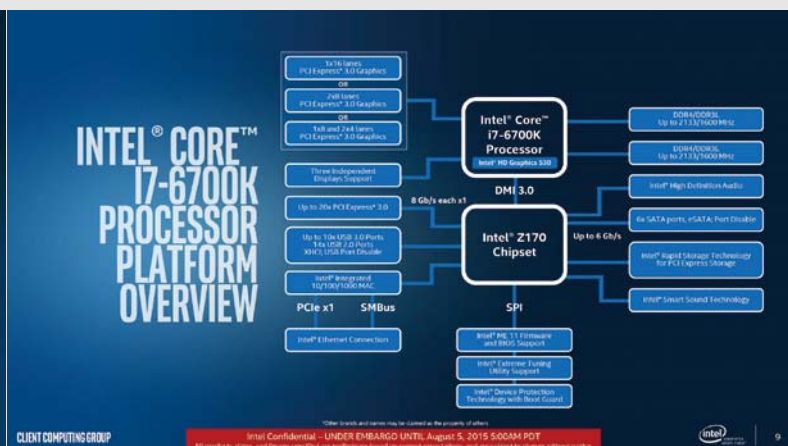 INTEL® CORE™
I7-6700K
PROCESSOR
PLATFORM
OVERVIEW
1x16 lanes
PCI Express* 3.0 Graphics
OR
2x8 lanes
PCI Express* 3.0 Graphics
OR
1x8 and 2x4 lanes
PCI Express* 3.0 Graphics
Three Independent
Displays Support
Up to 20x PCI Express* 3.0
Up to 10x USB 3.0 Ports;
14x USB 2.0 Ports
XHCI; USB Port Disable
Intel® Integrated
10/100/1000 MAC
PCIe x1
SMBus
Intel® Ethernet Connection
8 Gb/s each x1
Intel® Core™
i7-6700K
Processor
Intel® HD Graphics 530
DMI 3.0
Intel® Z170
Chipset
SPI
Intel® ME 11 Firmware
and BIOS Support
Intel® Extreme Tuning
Utility Support
Intel® Device Protection
Technology with Boot Guard
DDR4/DDR3L
Up to 2133/1600 MHz
DDR4/DDR3L
Up to 2133/1600 MHz
Intel® High Definition Audio
6x SATA ports; eSATA; Port Disable
Up to 6 Gb/s
Intel® Rapid Storage Technology
for PCI Express Storage
Intel® Smart Sound Technology
*Other brands and names may be claimed as the property of others
CLIENT COMPUTING GROUP
Intel Confidential – UNDER EMBARGO UNTIL August 5, 2015 5:00AM PDT
intel
9